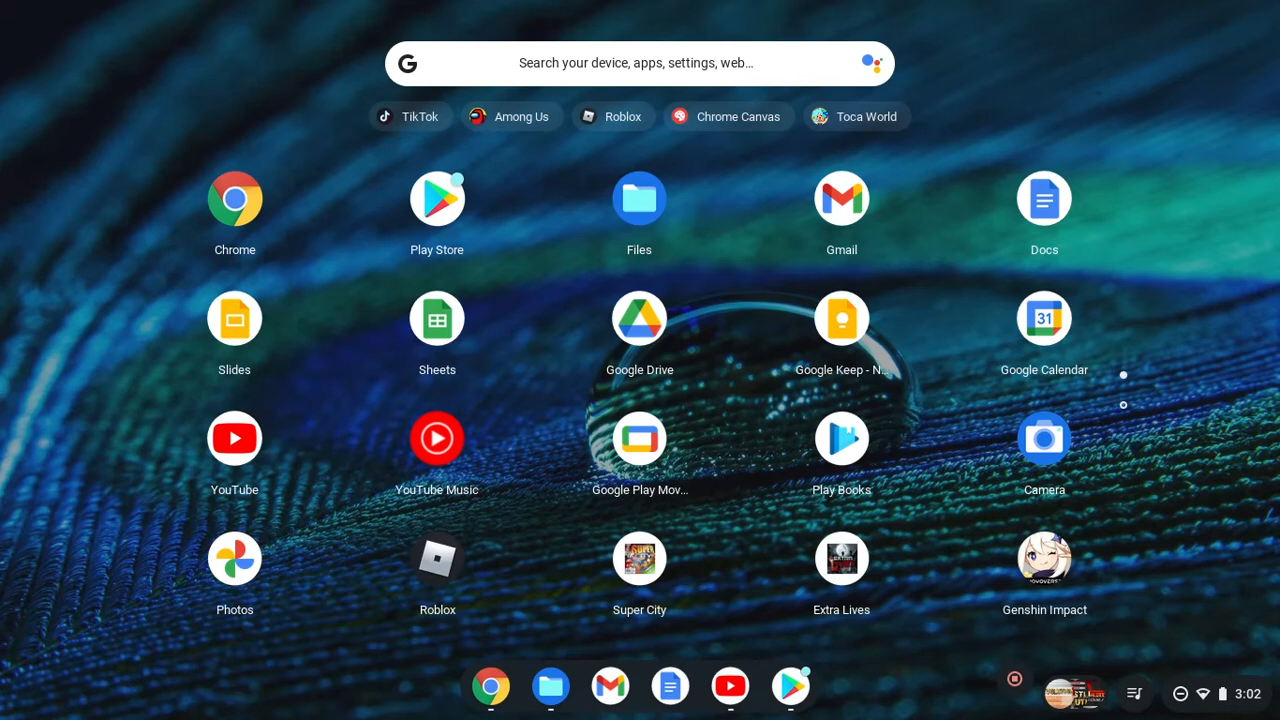 Search your device, apps, settings, web...
TikTok
Among Us
Roblox
Chrome Canvas
Toca World
Chrome
Play Store
Files
Gmail
Docs
Slides
Sheets
Google Drive
Google Keep - N...
31
Google Calendar
YouTube
YouTube Music
Google Play Mov...
Play Books
Camera
Photos
Roblox
Super City
Extra Lives
Genshin Impact
3:02